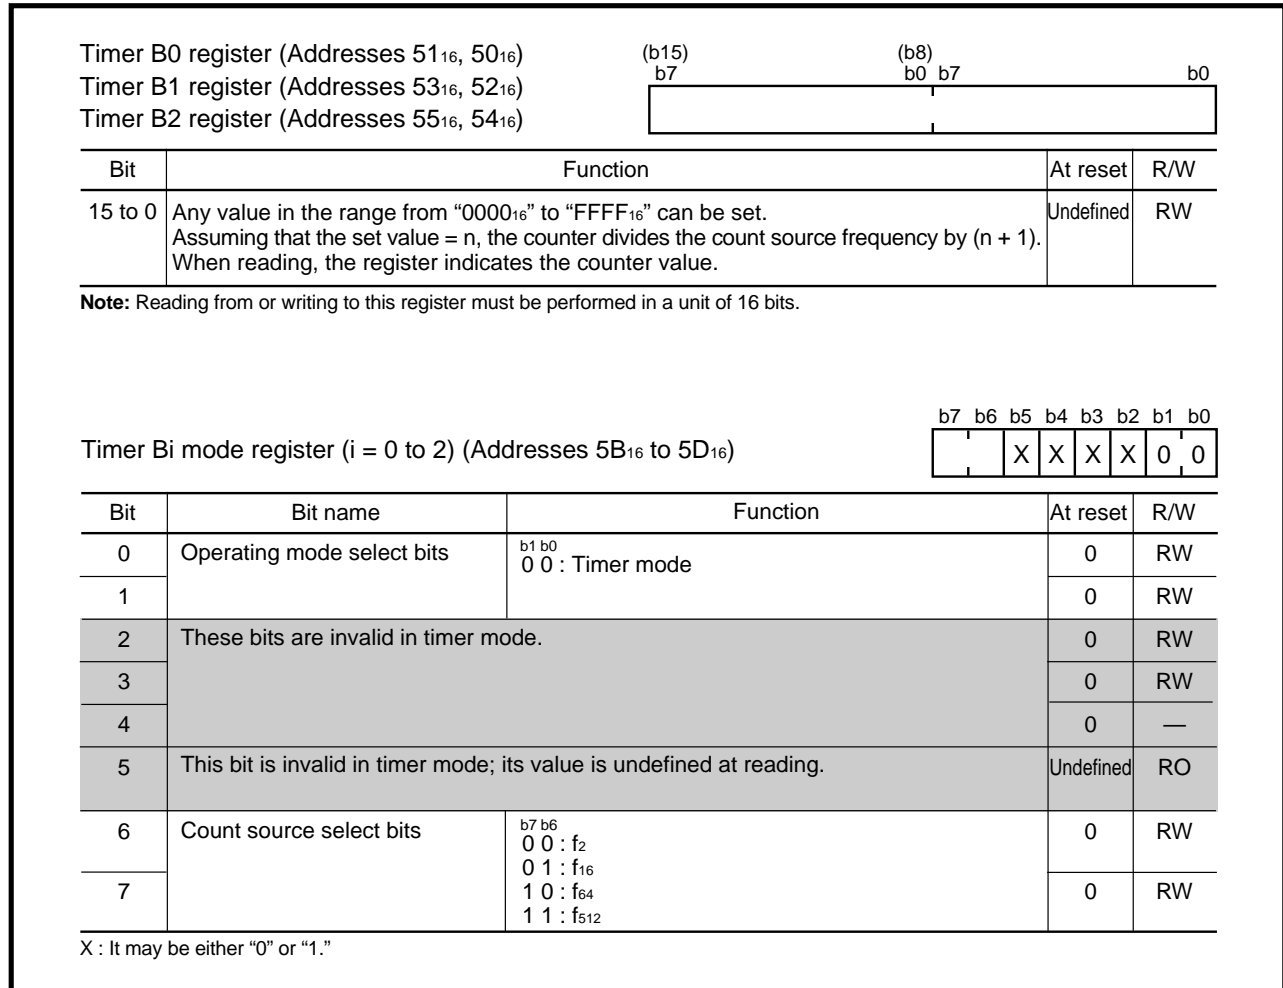 Timer B0 register (Addresses 51₁₆, 50₁₆)
Timer B1 register (Addresses 53₁₆, 52₁₆)
Timer B2 register (Addresses 55₁₆, 54₁₆)
(b15) (b8)
b7 b0 b7 b0
Bit Function At reset R/W
15 to 0 Any value in the range from “0000₁₆” to “FFFF₁₆” can be set. Undefined RW
Assuming that the set value = n, the counter divides the count source frequency by (n + 1).
When reading, the register indicates the counter value.
Note: Reading from or writing to this register must be performed in a unit of 16 bits.
b7 b6 b5 b4 b3 b2 b1 b0
Timer Bi mode register (i = 0 to 2) (Addresses 5B₁₆ to 5D₁₆) X X X X 0 0
Bit Bit name Function At reset R/W
0 Operating mode select bits b1 b0 0 RW
0 0 : Timer mode
1 0 RW
2 These bits are invalid in timer mode. 0 RW
3 0 RW
4 0 —
5 This bit is invalid in timer mode; its value is undefined at reading. Undefined RO
6 Count source select bits b7 b6 0 RW
0 0 : f₂
0 1 : f₁₆
7 1 0 : f₆₄ 0 RW
1 1 : f₅₁₂
X : It may be either “0” or “1.”